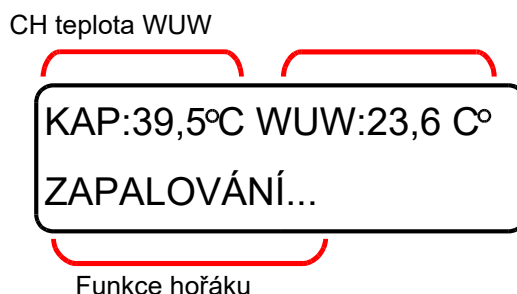 CH teplota WUW
KAP:39,5ºC WUW:23,6 Cº
ZAPALOVÁNÍ...
Funkce hořáku